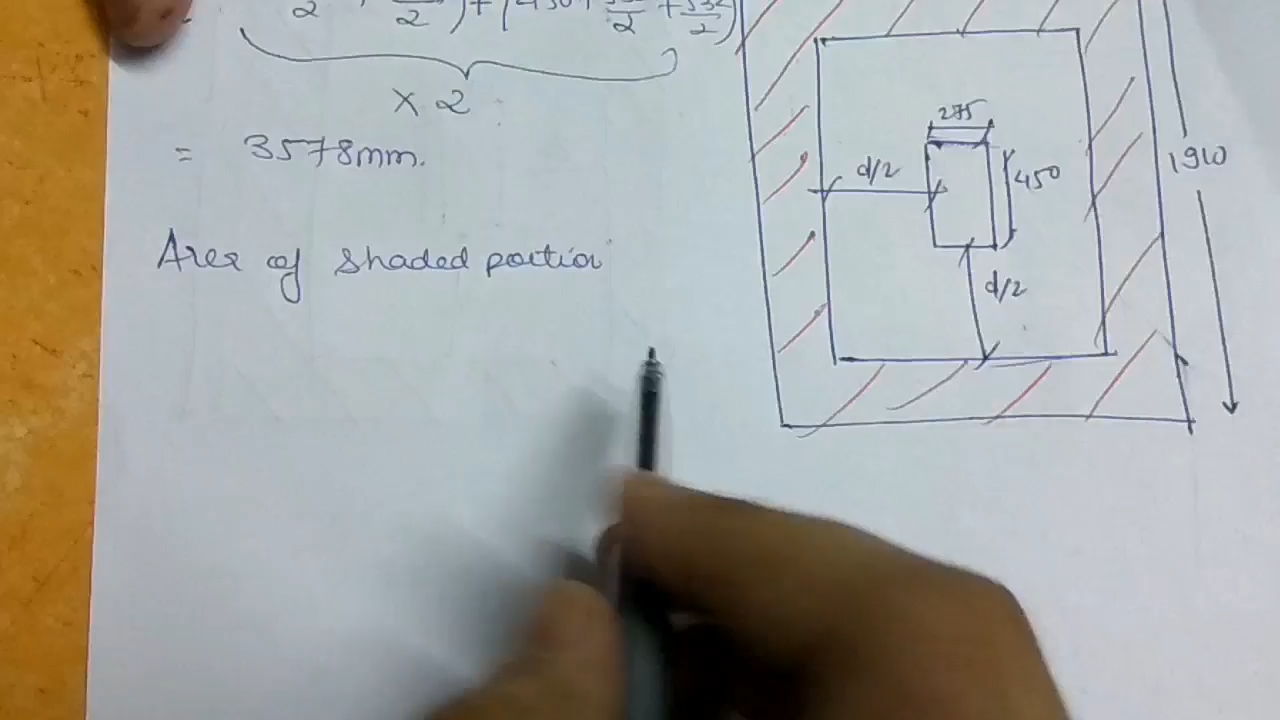 × 2
= 3578mm.
Area of shaded portion
275
d/2
450
1910
d/2